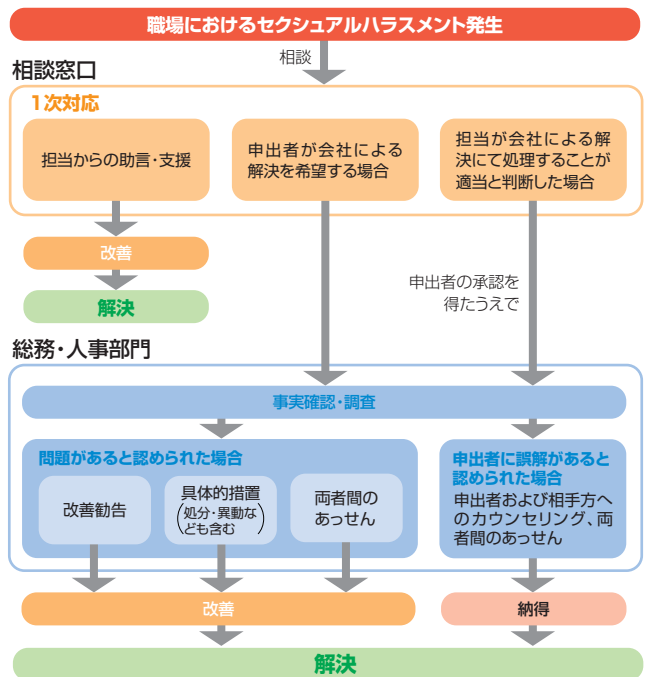 職場におけるセクシュアルハラスメント発生
相談
相談窓口
1次対応
担当からの助言・支援
申出者が会社による
解決を希望する場合
担当が会社による解
決にて処理することが
適当と判断した場合
改善
解決
申出者の承認を
得たうえで
総務・人事部門
事実確認・調査
問題があると認められた場合
改善勧告
具体的措置
(処分・異動な
ども含む)
両者間の
あっせん
申出者に誤解があると
認められた場合
申出者および相手方へ
のカウンセリング、両
者間のあっせん
改善
納得
解決